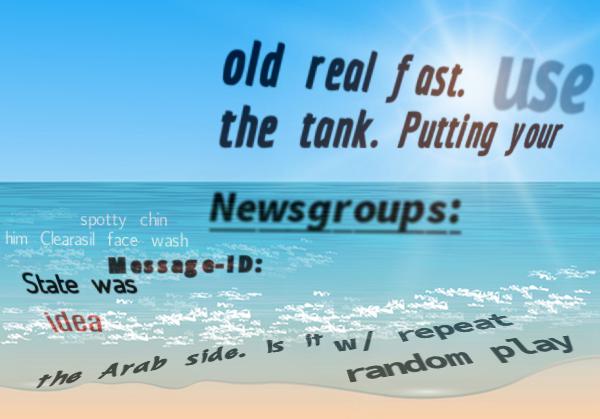 old real fast.
use
the tank. Putting your
Newsgroups:
spotty chin
him Clearasil face wash
Message-ID:
State was
idea
the Arab side. Is it
w/ repeat
random play